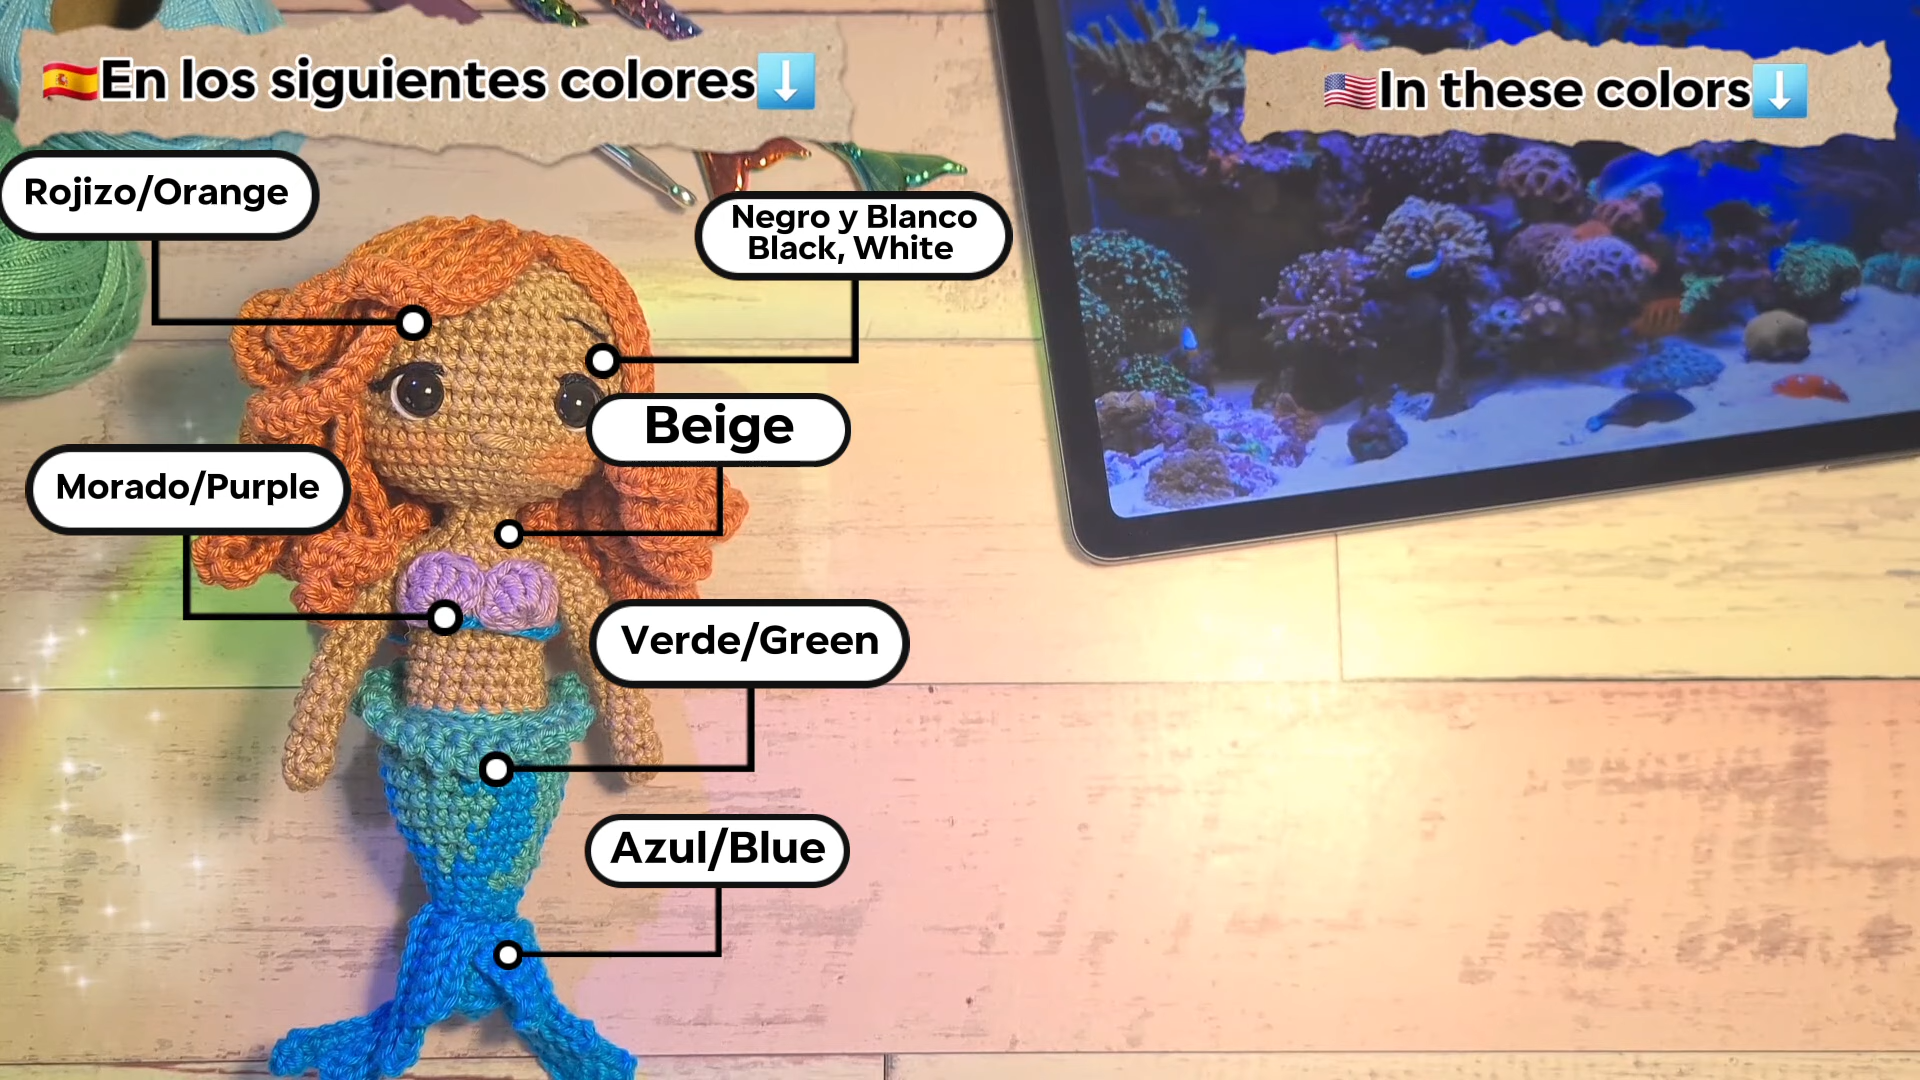 🇪🇸En los siguientes colores⬇️
🇺🇸In these colors⬇️
Rojizo/Orange
Negro y Blanco
Black, White
Beige
Morado/Purple
Verde/Green
Azul/Blue